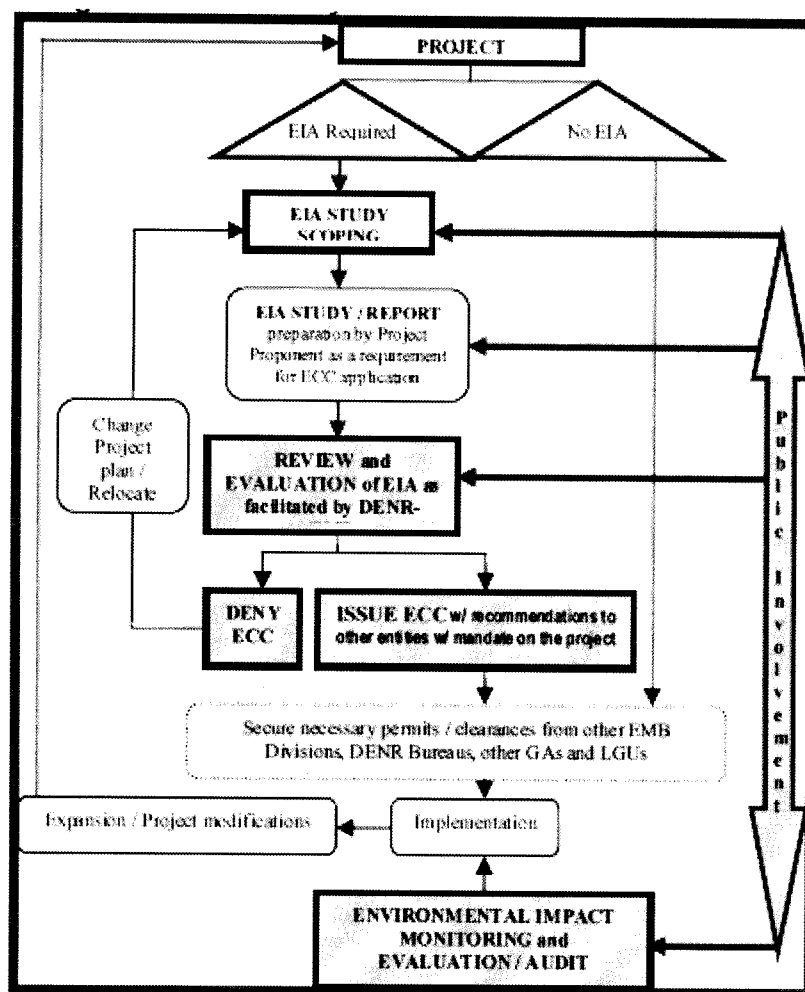 PROJECT
EIA Required
No EIA
EIA STUDY
SCOPING
EIA STUDY / REPORT
preparation by Project
Proponent as a requirement
for ECC application
Change
Project
plan /
Relocate
REVIEW and
EVALUATION of EIA as
facilitated by DENR-
DENY
ECC
ISSUE ECC w/ recommendations to
other entities w/ mandate on the project
Secure necessary permits / clearances from other EMB
Divisions, DENR Bureaus, other GAs and LGUs
Expansion / Project modifications
Implementation
ENVIRONMENTAL IMPACT
MONITORING and
EVALUATION / AUDIT
Public Involvement